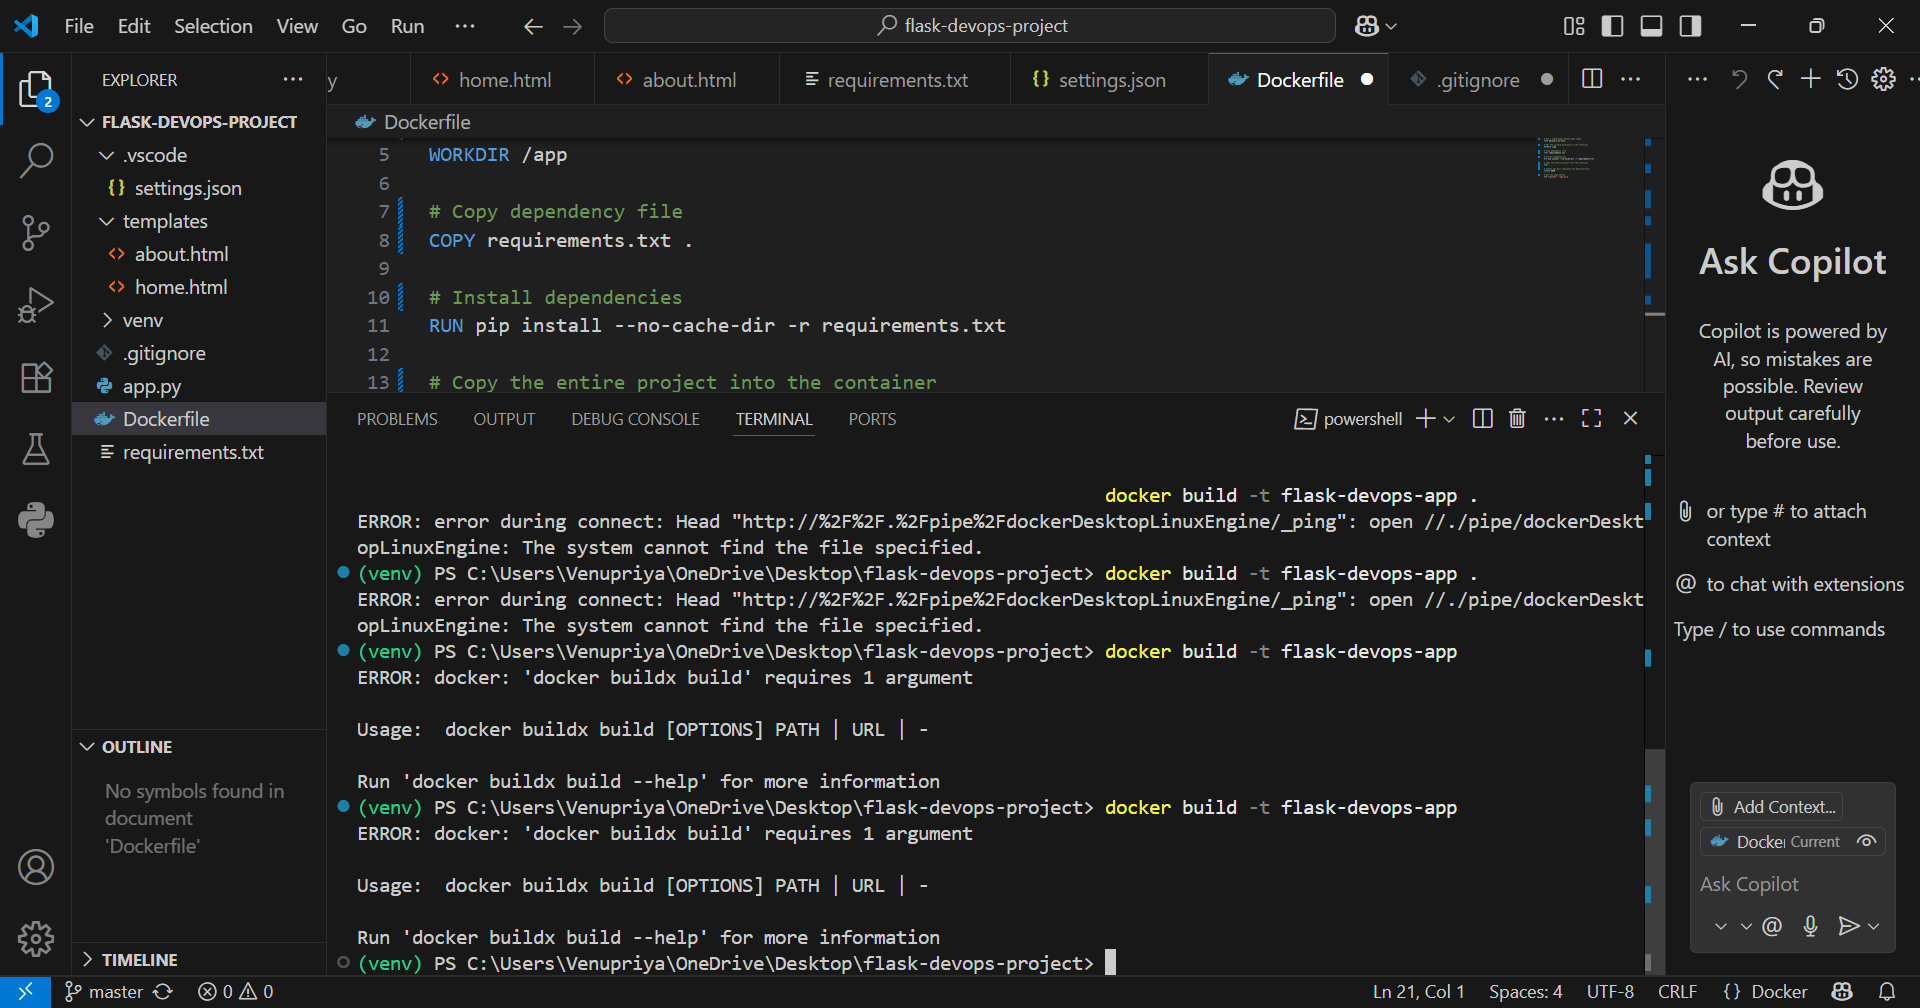 File Edit Selection View Go Run ··· flask-devops-project
EXPLORER ···
y home.html about.html requirements.txt {} settings.json Dockerfile .gitignore ···
FLASK-DEVOPS-PROJECT
.vscode
{} settings.json
templates
<> about.html
<> home.html
venv
.gitignore
app.py
Dockerfile
requirements.txt
2
OUTLINE
No symbols found in
document
'Dockerfile'
TIMELINE
Dockerfile
5 WORKDIR /app
6
7 # Copy dependency file
8 COPY requirements.txt .
9
10 # Install dependencies
11 RUN pip install --no-cache-dir -r requirements.txt
12
13 # Copy the entire project into the container
PROBLEMS OUTPUT DEBUG CONSOLE TERMINAL PORTS powershell
docker build -t flask-devops-app .
ERROR: error during connect: Head "http://%2F%2F.%2Fpipe%2FdockerDesktopLinuxEngine/_ping": open //./pipe/dockerDeskt
opLinuxEngine: The system cannot find the file specified.
(venv) PS C:\Users\Venupriya\OneDrive\Desktop\flask-devops-project> docker build -t flask-devops-app .
ERROR: error during connect: Head "http://%2F%2F.%2Fpipe%2FdockerDesktopLinuxEngine/_ping": open //./pipe/dockerDeskt
opLinuxEngine: The system cannot find the file specified.
(venv) PS C:\Users\Venupriya\OneDrive\Desktop\flask-devops-project> docker build -t flask-devops-app
ERROR: docker: 'docker buildx build' requires 1 argument
Usage:  docker buildx build [OPTIONS] PATH | URL | -
Run 'docker buildx build --help' for more information
(venv) PS C:\Users\Venupriya\OneDrive\Desktop\flask-devops-project> docker build -t flask-devops-app
ERROR: docker: 'docker buildx build' requires 1 argument
Usage:  docker buildx build [OPTIONS] PATH | URL | -
Run 'docker buildx build --help' for more information
(venv) PS C:\Users\Venupriya\OneDrive\Desktop\flask-devops-project>
Ask Copilot
Copilot is powered by
AI, so mistakes are
possible. Review
output carefully
before use.
or type # to attach
context
@ to chat with extensions
Type / to use commands
Add Context...
Docker Current
Ask Copilot
@
master 0 0 Ln 21, Col 1 Spaces: 4 UTF-8 CRLF {} Docker